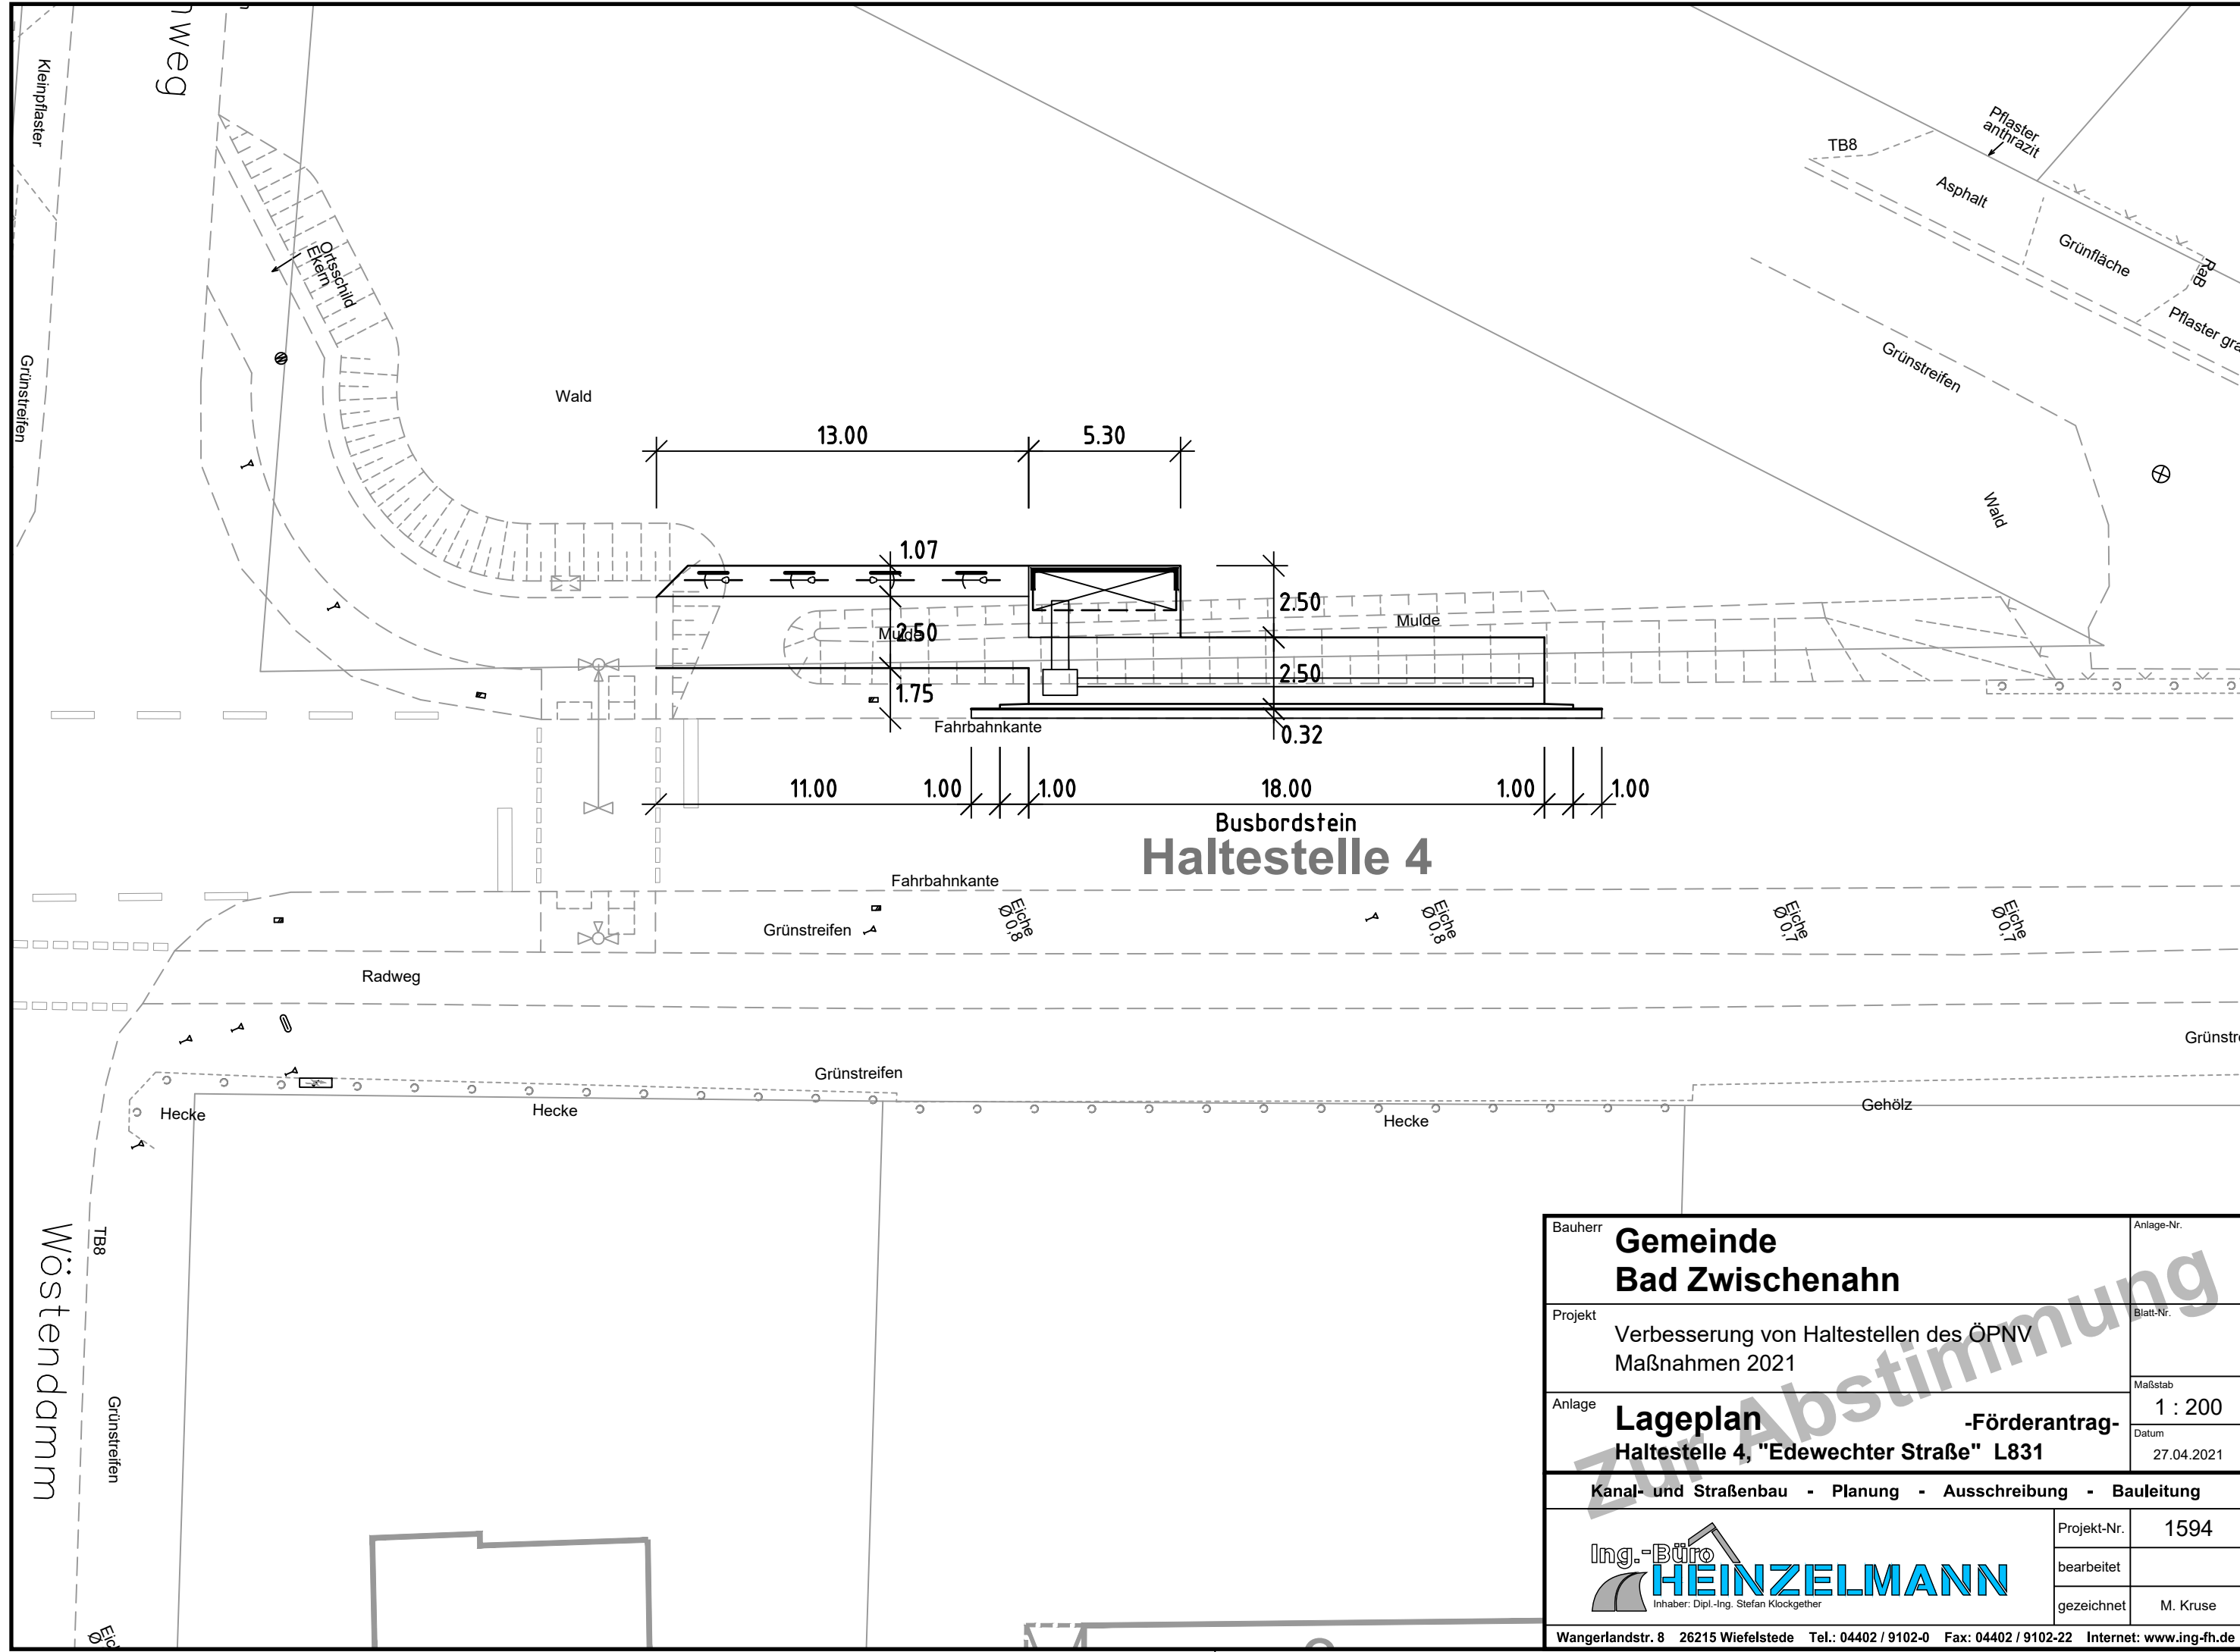 nweg
Kleinpflaster
Grünstreifen
Ortsschild
Ekern
Wald
TB8
Pflaster
anthrazit
Asphalt
Grünfläche
RaB
Pflaster gra
Grünstreifen
Wald
13.00
5.30
1.07
2.50
Mulde
2.50
Mulde
2.50
1.75
Fahrbahnkante
0.32
11.00
1.00
1.00
18.00
1.00
1.00
Busbordstein
Haltestelle 4
Fahrbahnkante
Grünstreifen
Eiche
Ø 0,8
Eiche
Ø 0,8
Eiche
Ø 0,7
Eiche
Ø 0,7
Radweg
Grünstre
Grünstreifen
Hecke
Hecke
Hecke
Gehölz
Wöstendamm
TB8
Grünstreifen
Eich
Ø
Bauherr
Gemeinde
Bad Zwischenahn
Anlage-Nr.
Projekt
Verbesserung von Haltestellen des ÖPNV
Maßnahmen 2021
Blatt-Nr.
Anlage
Lageplan -Förderantrag-
Haltestelle 4, "Edewechter Straße" L831
Maßstab
1 : 200
Datum
27.04.2021
Zur Abstimmung
Kanal- und Straßenbau - Planung - Ausschreibung - Bauleitung
Ing.-Büro
HEINZELMANN
Inhaber: Dipl.-Ing. Stefan Klockgether
Projekt-Nr. 1594
bearbeitet
gezeichnet M. Kruse
Wangerlandstr. 8 26215 Wiefelstede Tel.: 04402 / 9102-0 Fax: 04402 / 9102-22 Internet: www.ing-fh.de